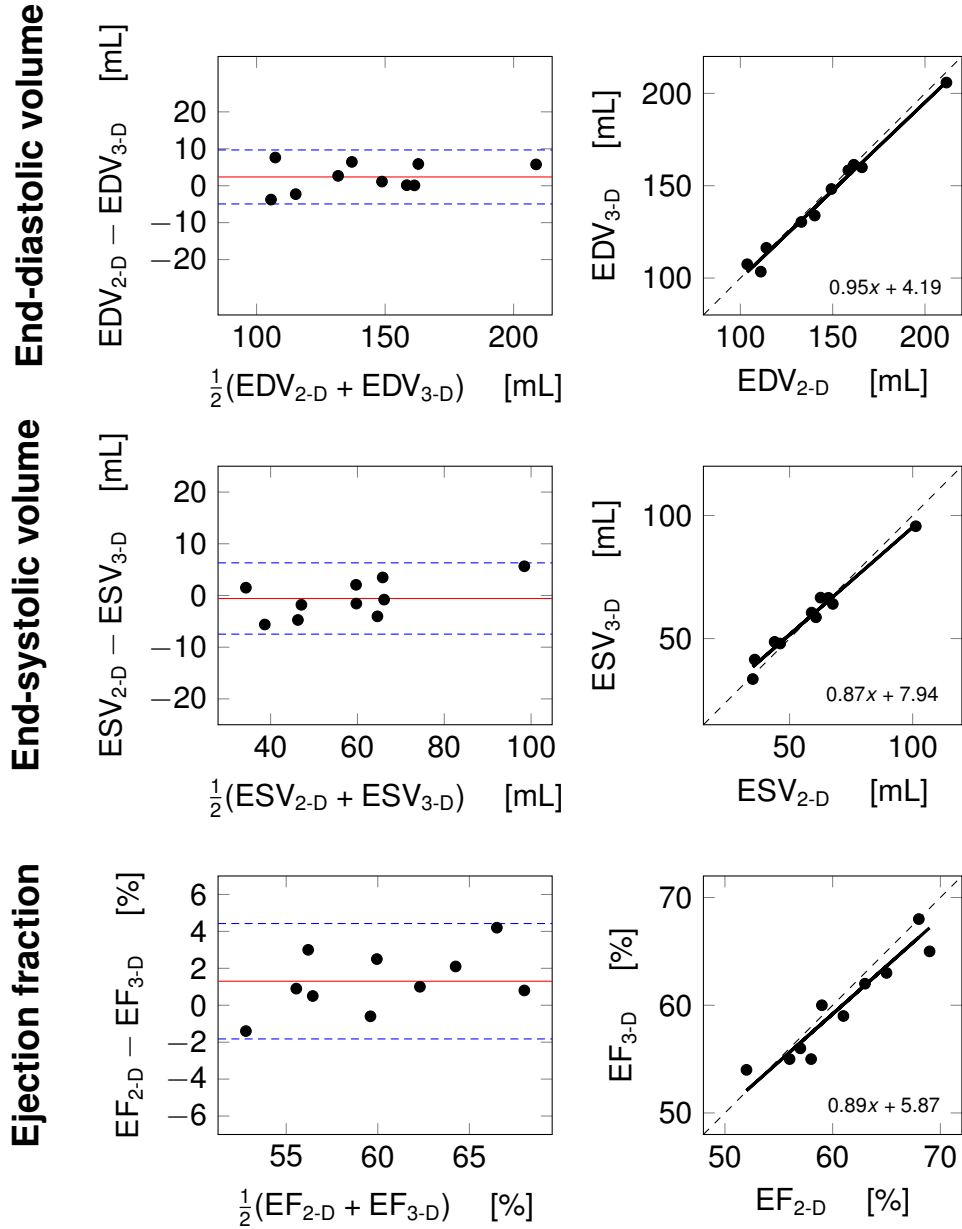 End-diastolic volume
EDV2-D − EDV3-D [mL]
20
10
0
−10
−20
100 150 200
½(EDV2-D + EDV3-D) [mL]
EDV3-D [mL]
200
150
100
0.95x + 4.19
100 150 200
EDV2-D [mL]
End-systolic volume
ESV2-D − ESV3-D [mL]
20
10
0
−10
−20
40 60 80 100
½(ESV2-D + ESV3-D) [mL]
ESV3-D [mL]
100
50
0.87x + 7.94
50 100
ESV2-D [mL]
Ejection fraction
EF2-D − EF3-D [%]
6
4
2
0
−2
−4
−6
55 60 65
½(EF2-D + EF3-D) [%]
EF3-D [%]
70
60
50
0.89x + 5.87
50 60 70
EF2-D [%]